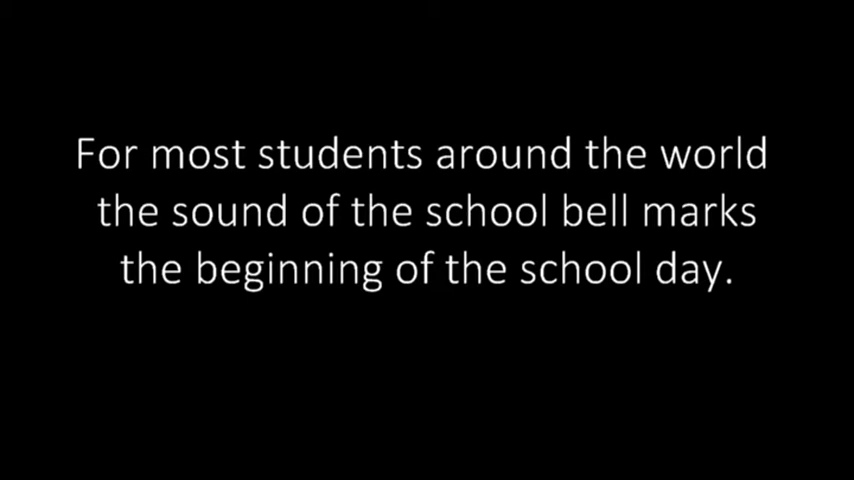 For most students around the world
the sound of the school bell marks
the beginning of the school day.